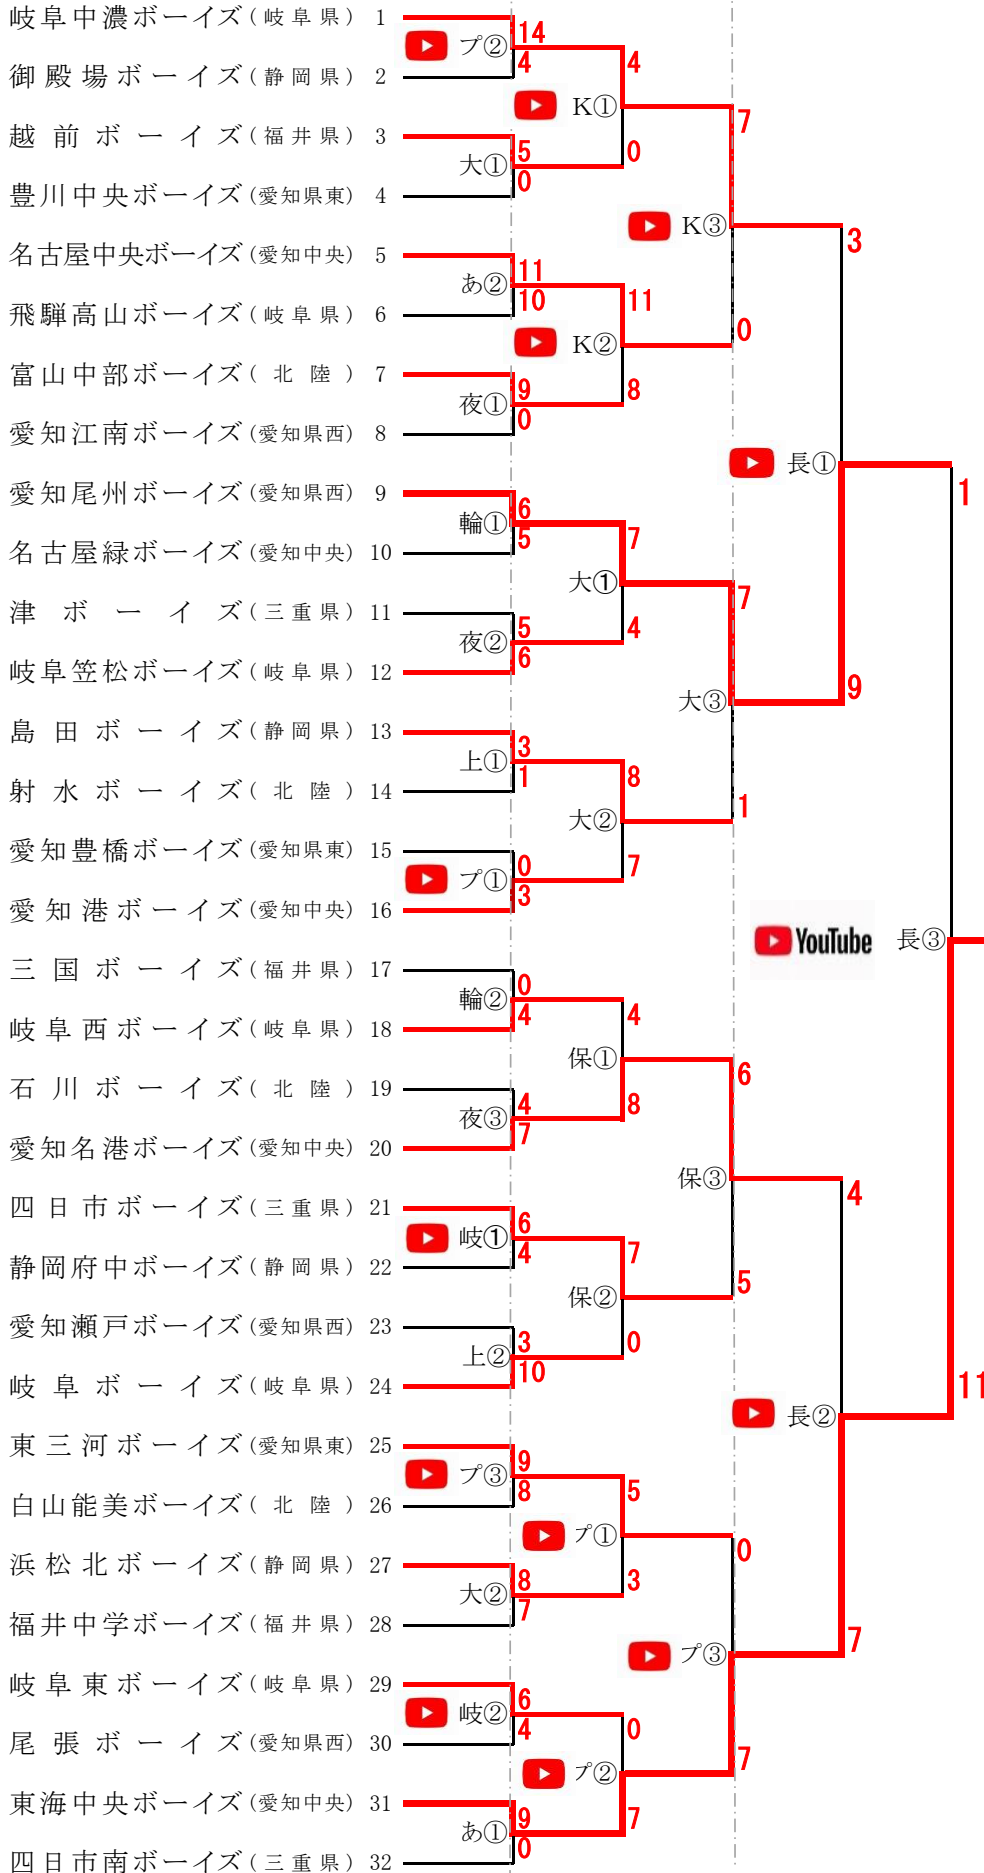 岐阜中濃ボーイズ(岐阜県) 1
14
プ②
4
4
御殿場ボーイズ(静岡県) 2
K①
7
越前ボーイズ(福井県) 3
5
0
大①
0
豊川中央ボーイズ(愛知県東) 4
K③
3
名古屋中央ボーイズ(愛知中央) 5
11
あ②
10
11
飛騨高山ボーイズ(岐阜県) 6
0
K②
富山中部ボーイズ(北陸) 7
9
8
夜①
0
愛知江南ボーイズ(愛知県西) 8
長①
愛知尾州ボーイズ(愛知県西) 9
1
6
輪①
5
7
名古屋緑ボーイズ(愛知中央) 10
大①
7
津ボーイズ(三重県) 11
5
4
夜②
6
岐阜笠松ボーイズ(岐阜県) 12
9
大③
島田ボーイズ(静岡県) 13
3
上①
1
8
射水ボーイズ(北陸) 14
1
大②
愛知豊橋ボーイズ(愛知県東) 15
0
7
プ①
3
愛知港ボーイズ(愛知中央) 16
YouTube 長③
三国ボーイズ(福井県) 17
0
輪②
4
4
岐阜西ボーイズ(岐阜県) 18
保①
6
石川ボーイズ(北陸) 19
4
8
夜③
7
愛知名港ボーイズ(愛知中央) 20
保③
4
四日市ボーイズ(三重県) 21
6
岐①
4
7
静岡府中ボーイズ(静岡県) 22
5
保②
愛知瀬戸ボーイズ(愛知県西) 23
3
0
上②
10
岐阜ボーイズ(岐阜県) 24
11
長②
東三河ボーイズ(愛知県東) 25
9
プ③
8
5
白山能美ボーイズ(北陸) 26
プ①
0
浜松北ボーイズ(静岡県) 27
8
3
大②
7
福井中学ボーイズ(福井県) 28
7
プ③
岐阜東ボーイズ(岐阜県) 29
6
岐②
4
0
尾張ボーイズ(愛知県西) 30
7
プ②
東海中央ボーイズ(愛知中央) 31
9
7
あ①
0
四日市南ボーイズ(三重県) 32